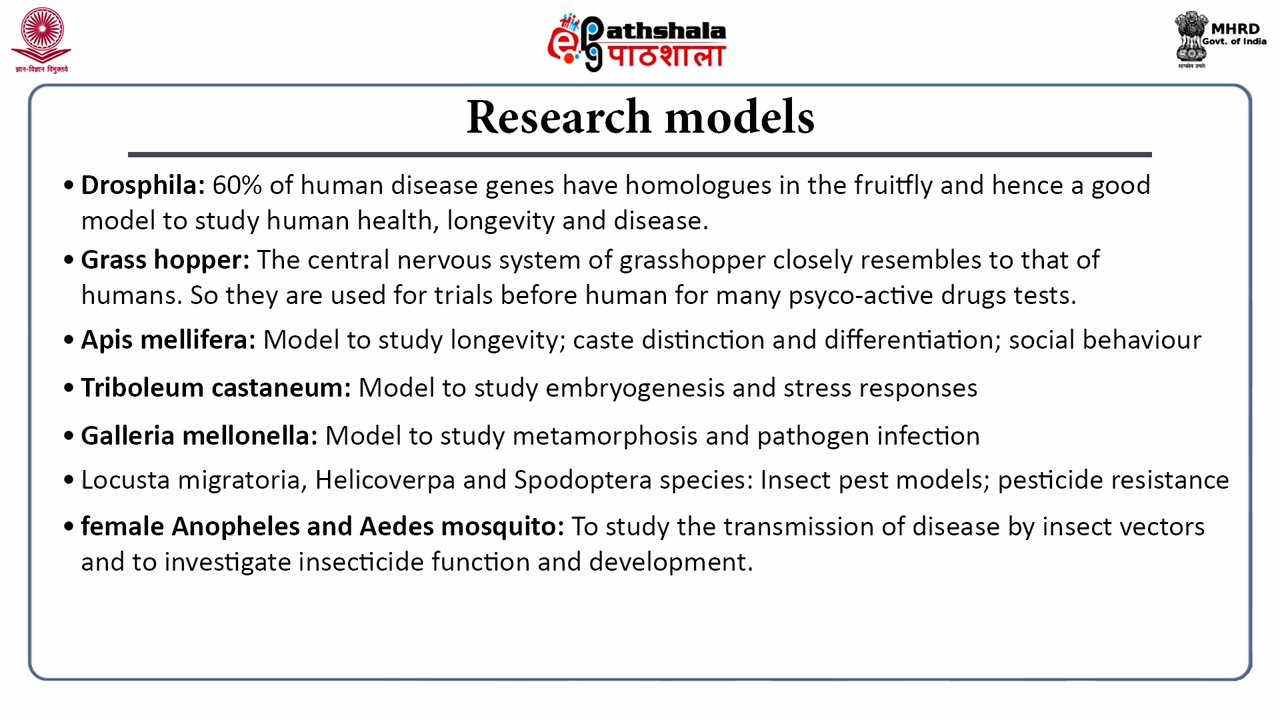 ज्ञान-विज्ञान विमुक्तये
epg athshala
पाठशाला
MHRD
Govt. of India
सत्यमेव जयते
Research models
• Drosphila: 60% of human disease genes have homologues in the fruitfly and hence a good
model to study human health, longevity and disease.
• Grass hopper: The central nervous system of grasshopper closely resembles to that of
humans. So they are used for trials before human for many psyco-active drugs tests.
• Apis mellifera: Model to study longevity; caste distinction and differentiation; social behaviour
• Triboleum castaneum: Model to study embryogenesis and stress responses
• Galleria mellonella: Model to study metamorphosis and pathogen infection
• Locusta migratoria, Helicoverpa and Spodoptera species: Insect pest models; pesticide resistance
• female Anopheles and Aedes mosquito: To study the transmission of disease by insect vectors
and to investigate insecticide function and development.